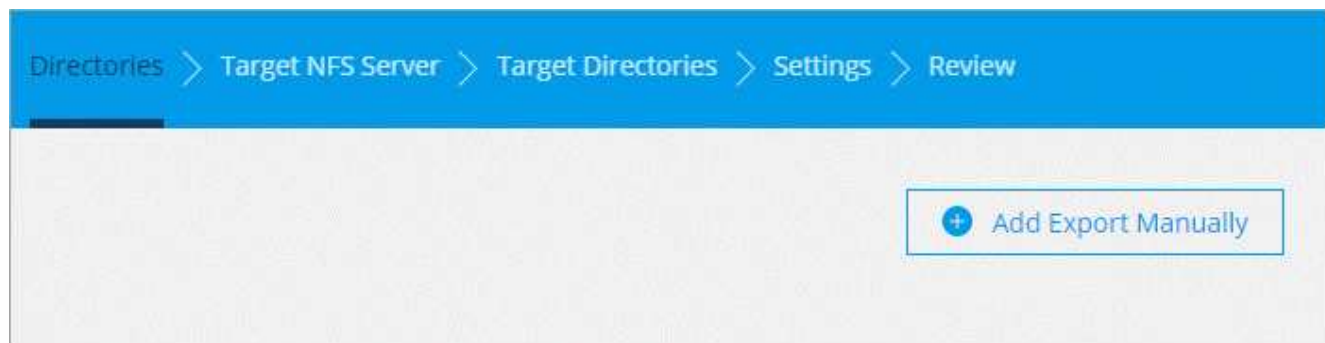 Directories > Target NFS Server > Target Directories > Settings > Review
Add Export Manually